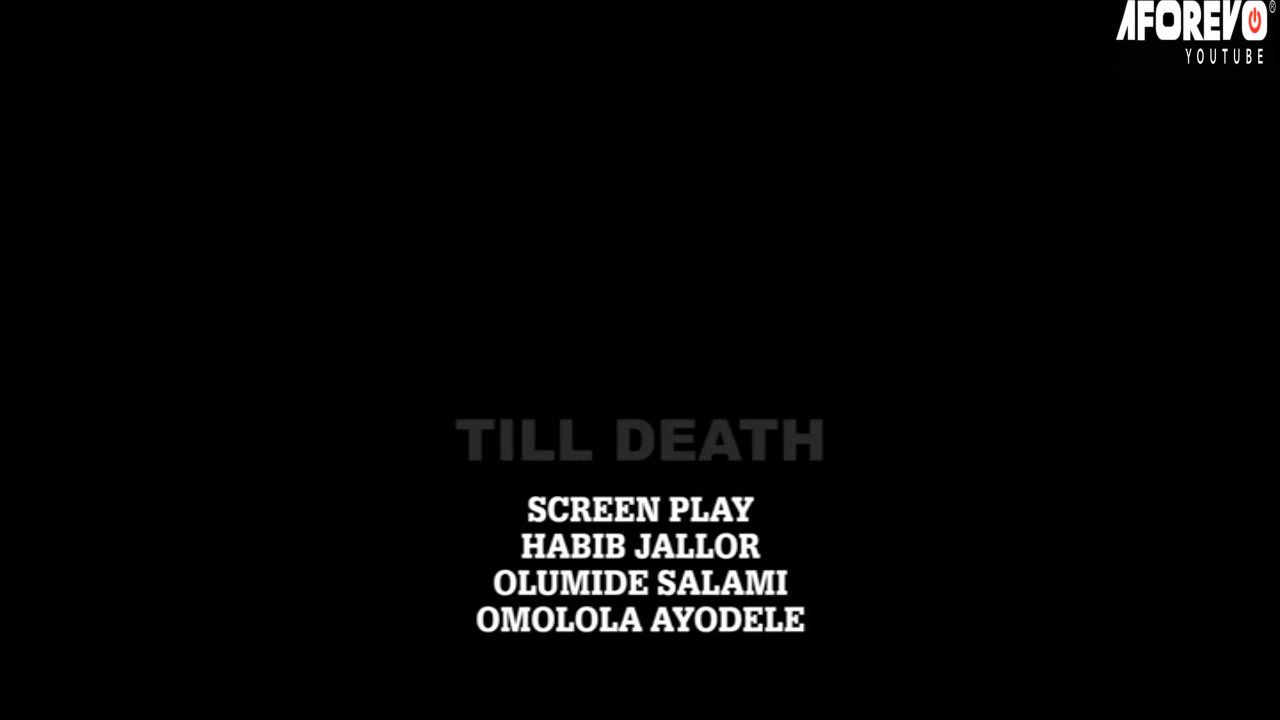 AFOREVO®
YOUTUBE
TILL DEATH
SCREEN PLAY
HABIB JALLOR
OLUMIDE SALAMI
OMOLOLA AYODELE